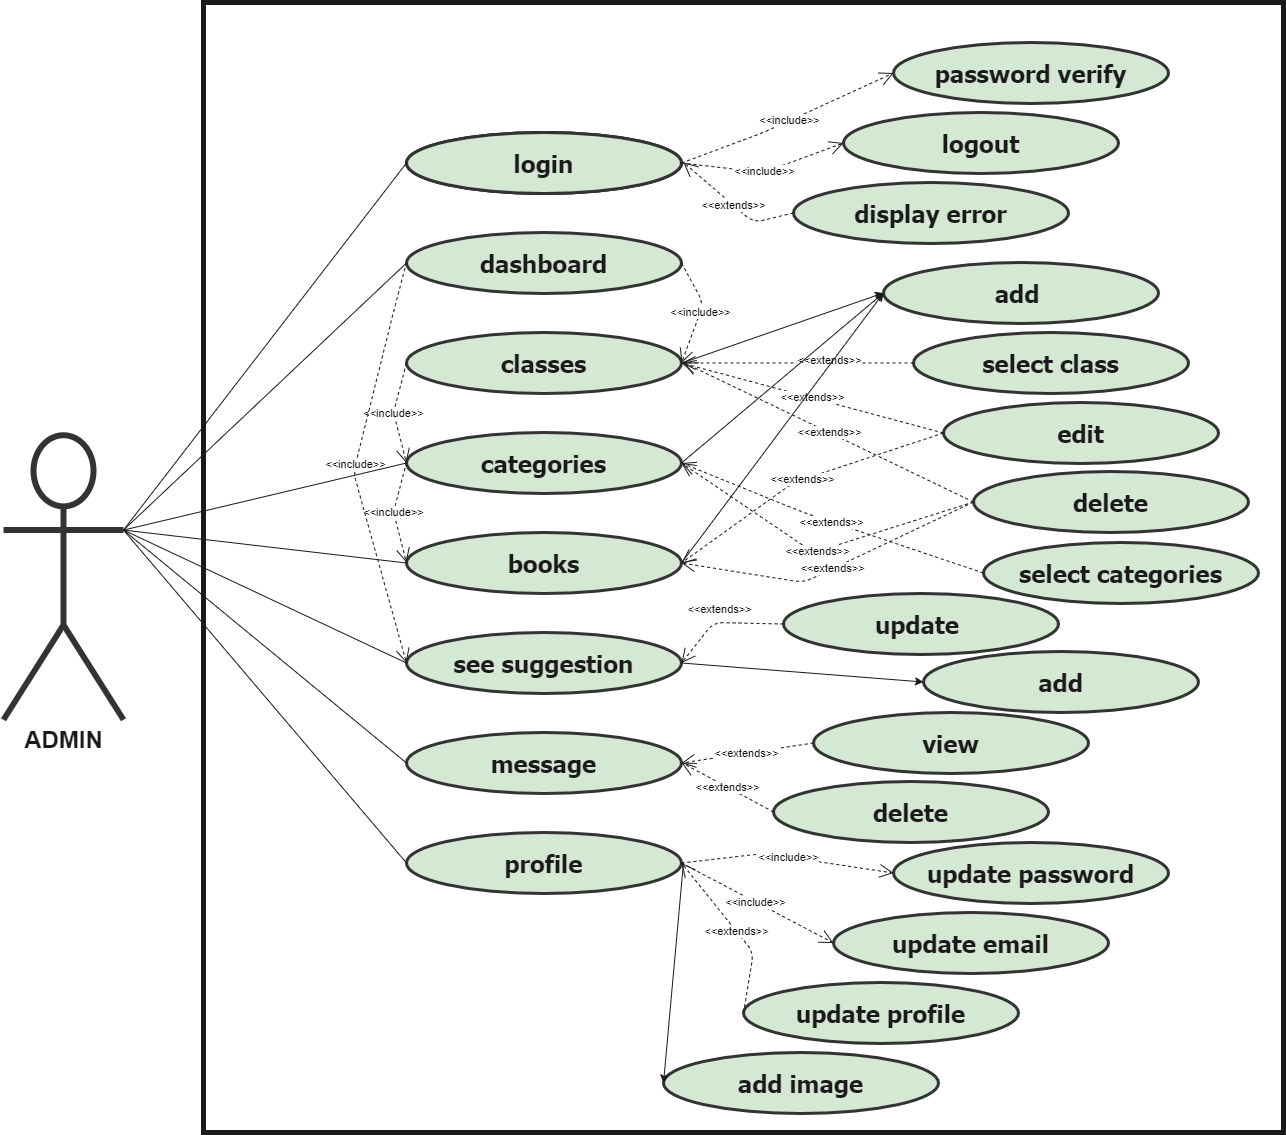 password verify
<<include>>
logout
login
<<include>>
<<extends>>
display error
dashboard
add
<<include>>
classes
<<extends>>
select class
<<extends>>
<<include>>
<<extends>>
edit
<<include>>
categories
<<extends>>
delete
<<include>>
<<extends>>
<<extends>>
books
<<extends>>
select categories
<<extends>>
update
see suggestion
add
ADMIN
view
<<extends>>
message
<<extends>>
delete
<<include>>
profile
update password
<<include>>
<<extends>>
update email
update profile
add image